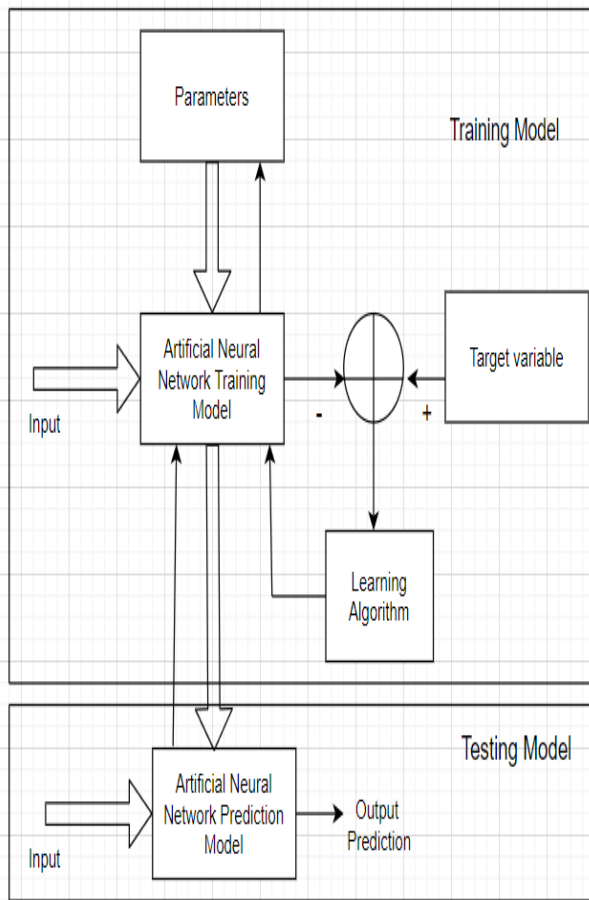 Parameters
Training Model
Artificial Neural
Network Training
Model
Target variable
Input
-
+
Learning
Algorithm
Testing Model
Artificial Neural
Network Prediction
Model
Output
Prediction
Input